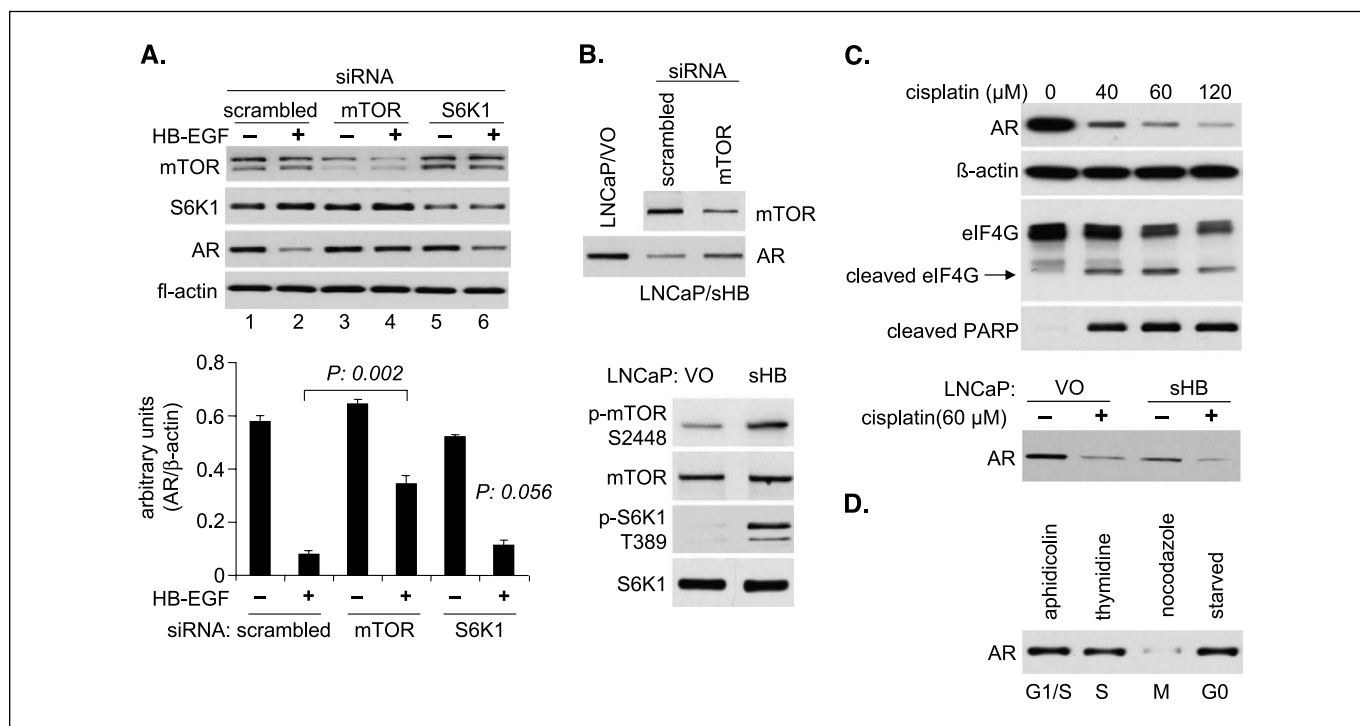 A.
siRNA
scrambled mTOR S6K1
HB-EGF – + – + – +
mTOR
S6K1
AR
fl-actin
1 2 3 4 5 6
0.8
0.6
0.4
0.2
0
arbitrary units
(AR/β-actin)
P: 0.002
P: 0.056
HB-EGF – + – + – +
siRNA: scrambled mTOR S6K1
B.
siRNA
LNCaP/VO
scrambled
mTOR
mTOR
AR
LNCaP/sHB
LNCaP: VO sHB
p-mTOR
S2448
mTOR
p-S6K1
T389
S6K1
C.
cisplatin (µM) 0 40 60 120
AR
ß-actin
eIF4G
cleaved eIF4G
cleaved PARP
LNCaP: VO sHB
cisplatin(60 µM) – + – +
AR
D.
aphidicolin
thymidine
nocodazole
starved
AR
G1/S S M G0